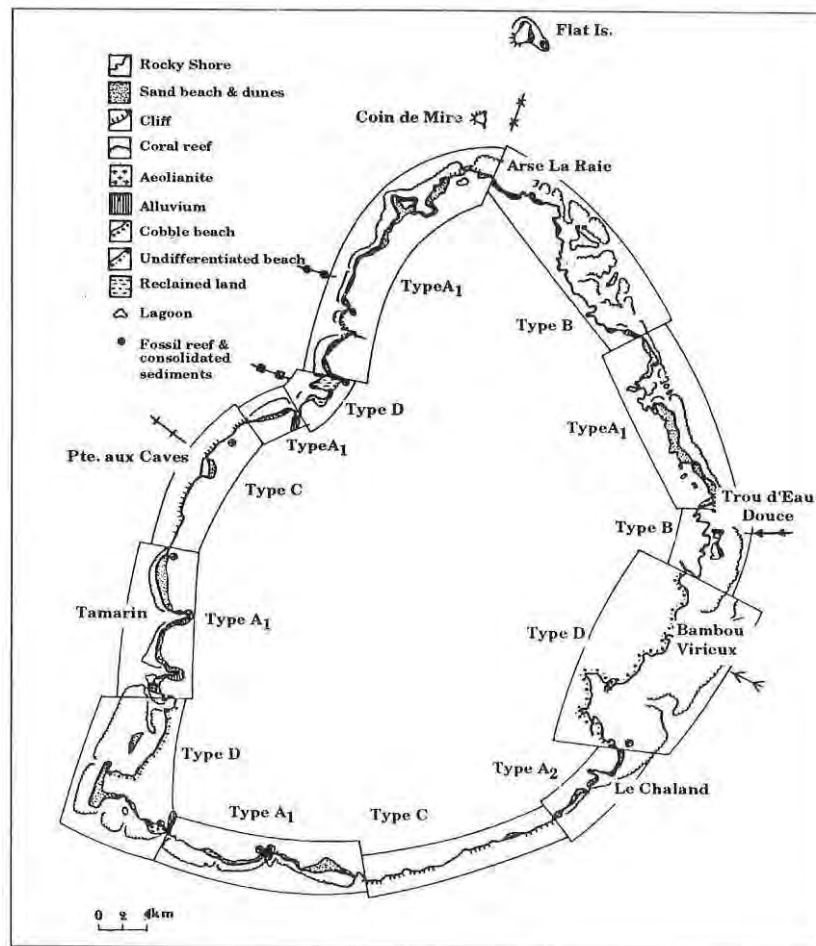 Flat Is.
Rocky Shore
Sand beach & dunes
Cliff
Coral reef
Aeolianite
Alluvium
Cobble beach
Undifferentiated beach
Reclained land
Lagoon
Fossil reef &
consolidated
sediments
Coin de Mire
Arse La Raie
TypeA1
Type B
Type D
TypeA1
TypeA1
Pte. aux Caves
Type C
Trou d'Eau
Douce
Type B
Tamarin
Type A1
Type D
Bambou
Virieux
Type D
Type A2
Le Chaland
Type A1
Type C
0 2 4km